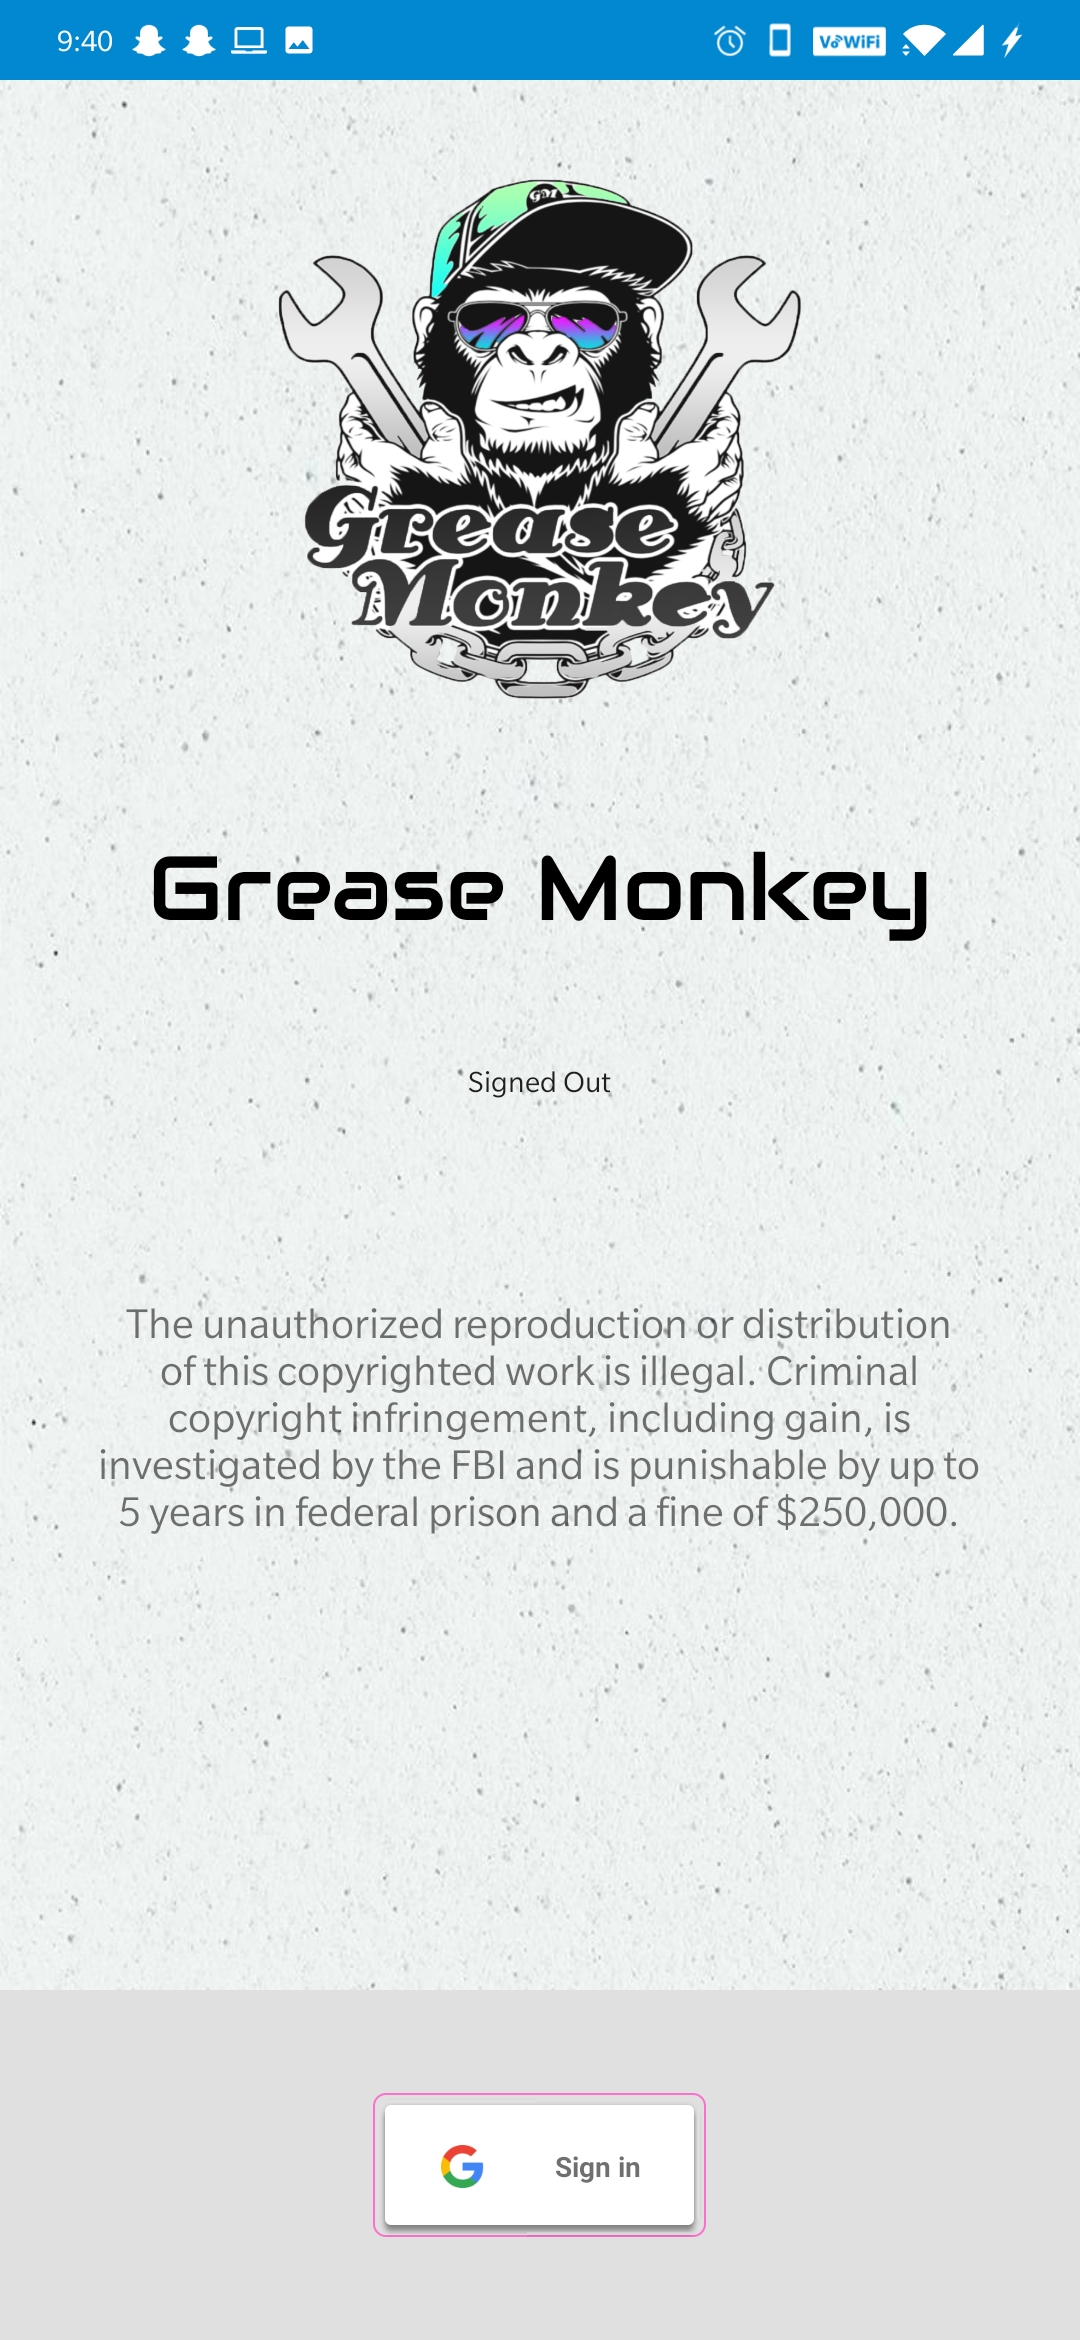 9:40
VoWiFi
GM
Grease
Monkey
Grease Monkey
Signed Out
The unauthorized reproduction or distribution
of this copyrighted work is illegal. Criminal
copyright infringement, including gain, is
investigated by the FBI and is punishable by up to
5 years in federal prison and a fine of $250,000.
Sign in